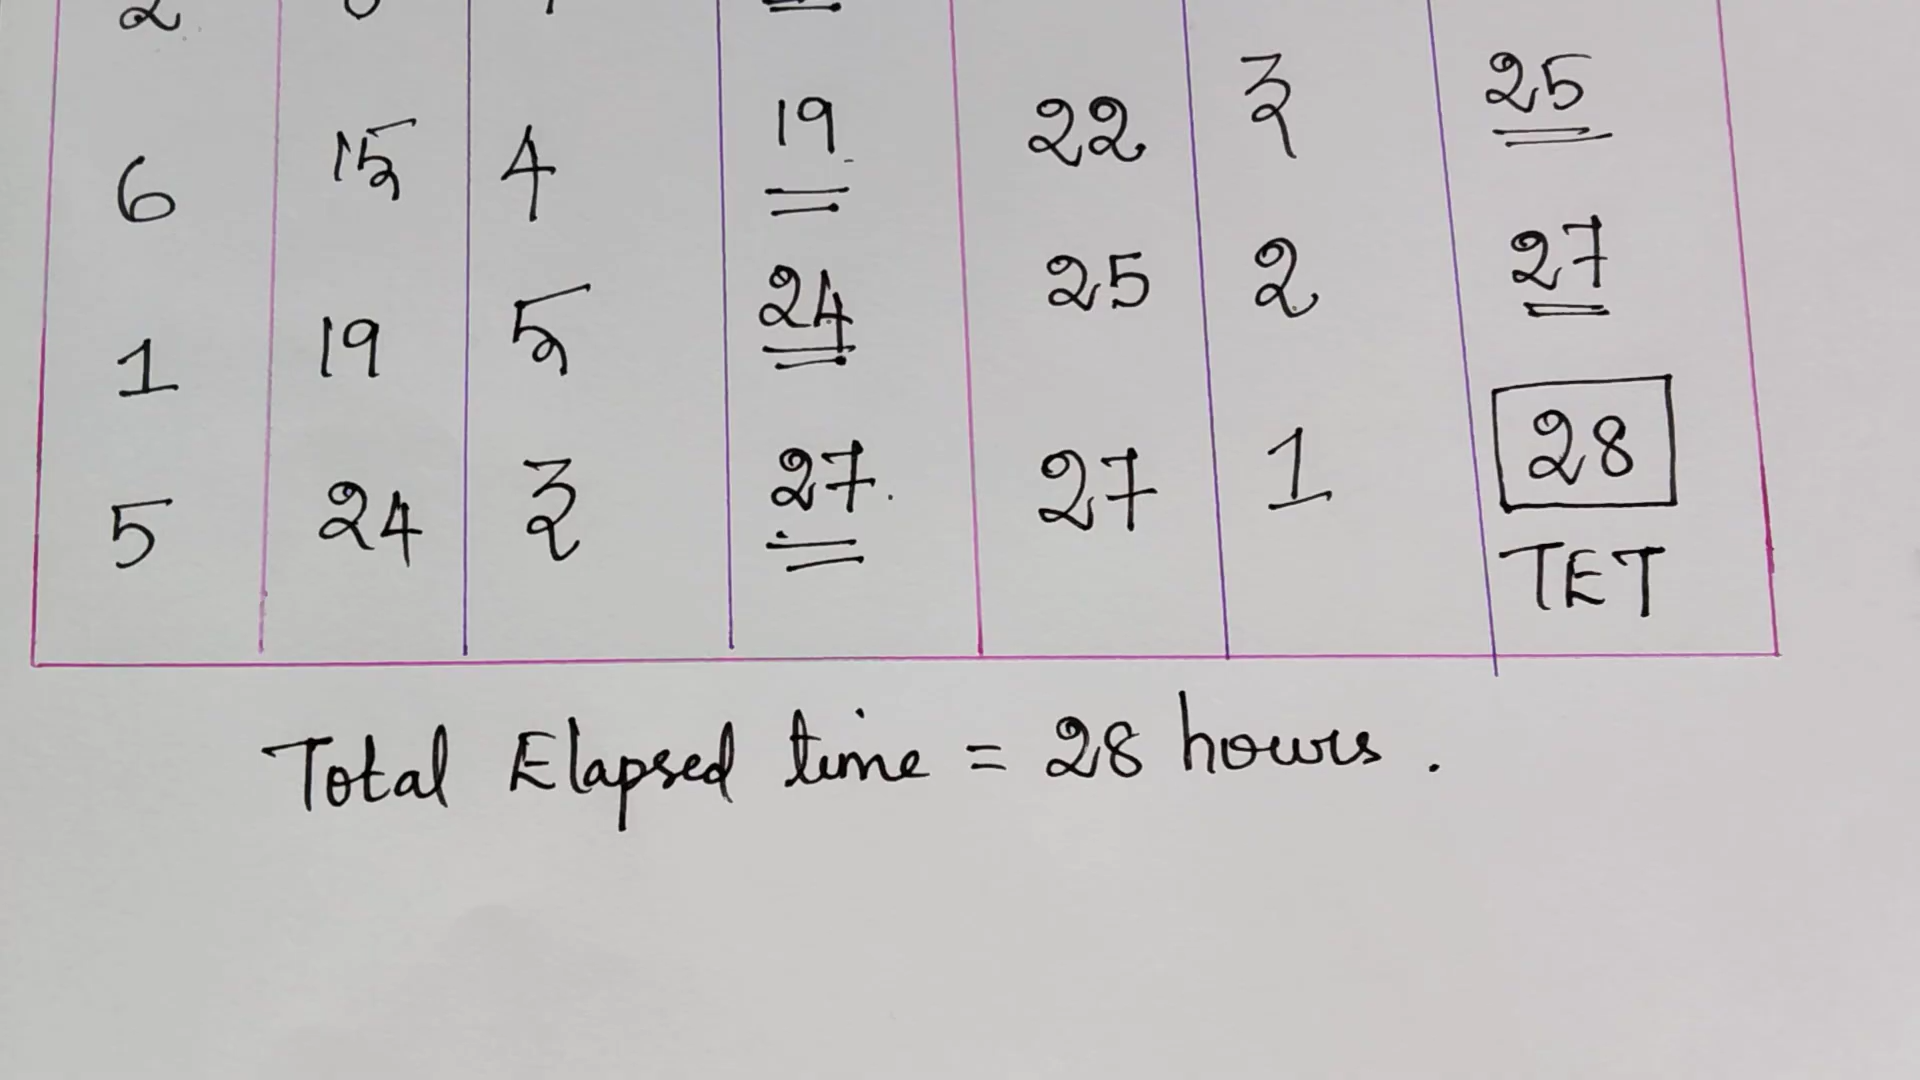 6 15 4 19 22 3 25
1 19 5 24 25 2 27
5 24 3 27 27 1 28
TET
Total Elapsed time = 28 hours.